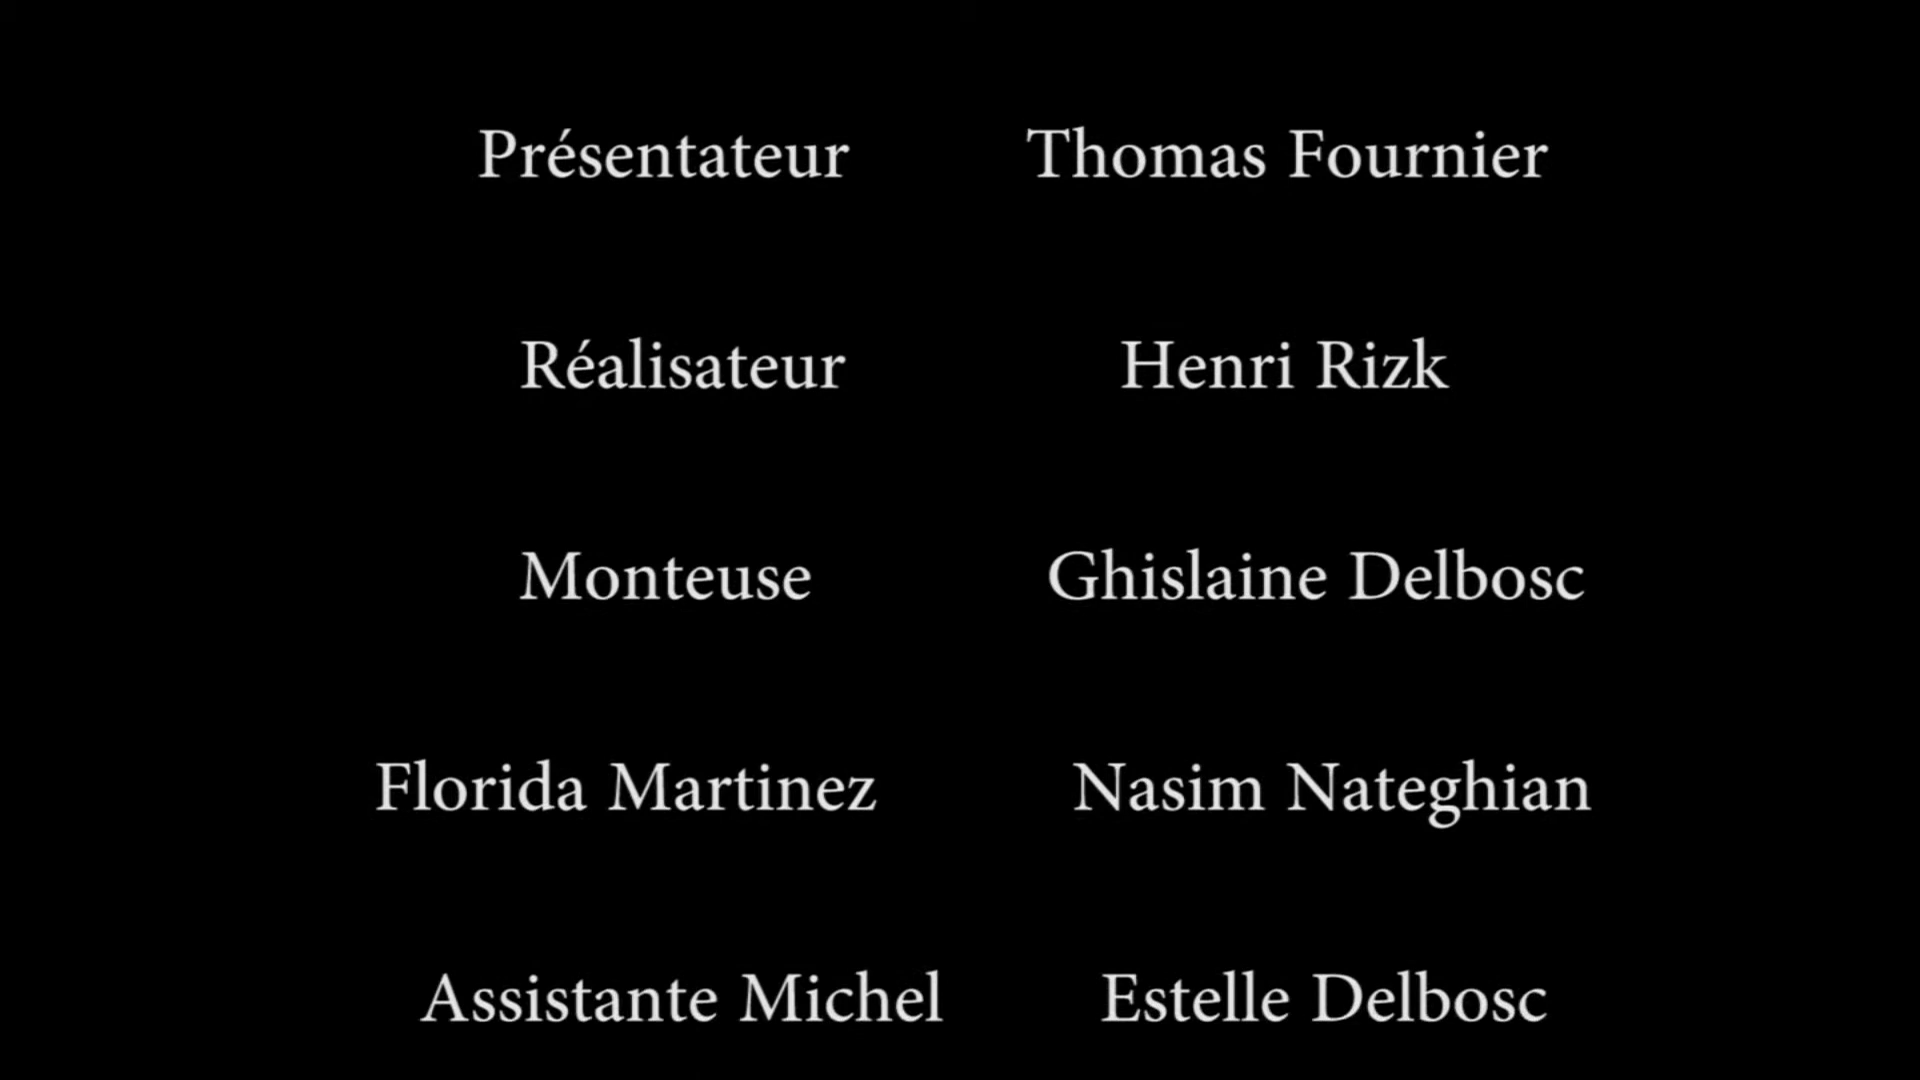 Présentateur Thomas Fournier
Réalisateur Henri Rizk
Monteuse Ghislaine Delbosc
Florida Martinez Nasim Nateghian
Assistante Michel Estelle Delbosc